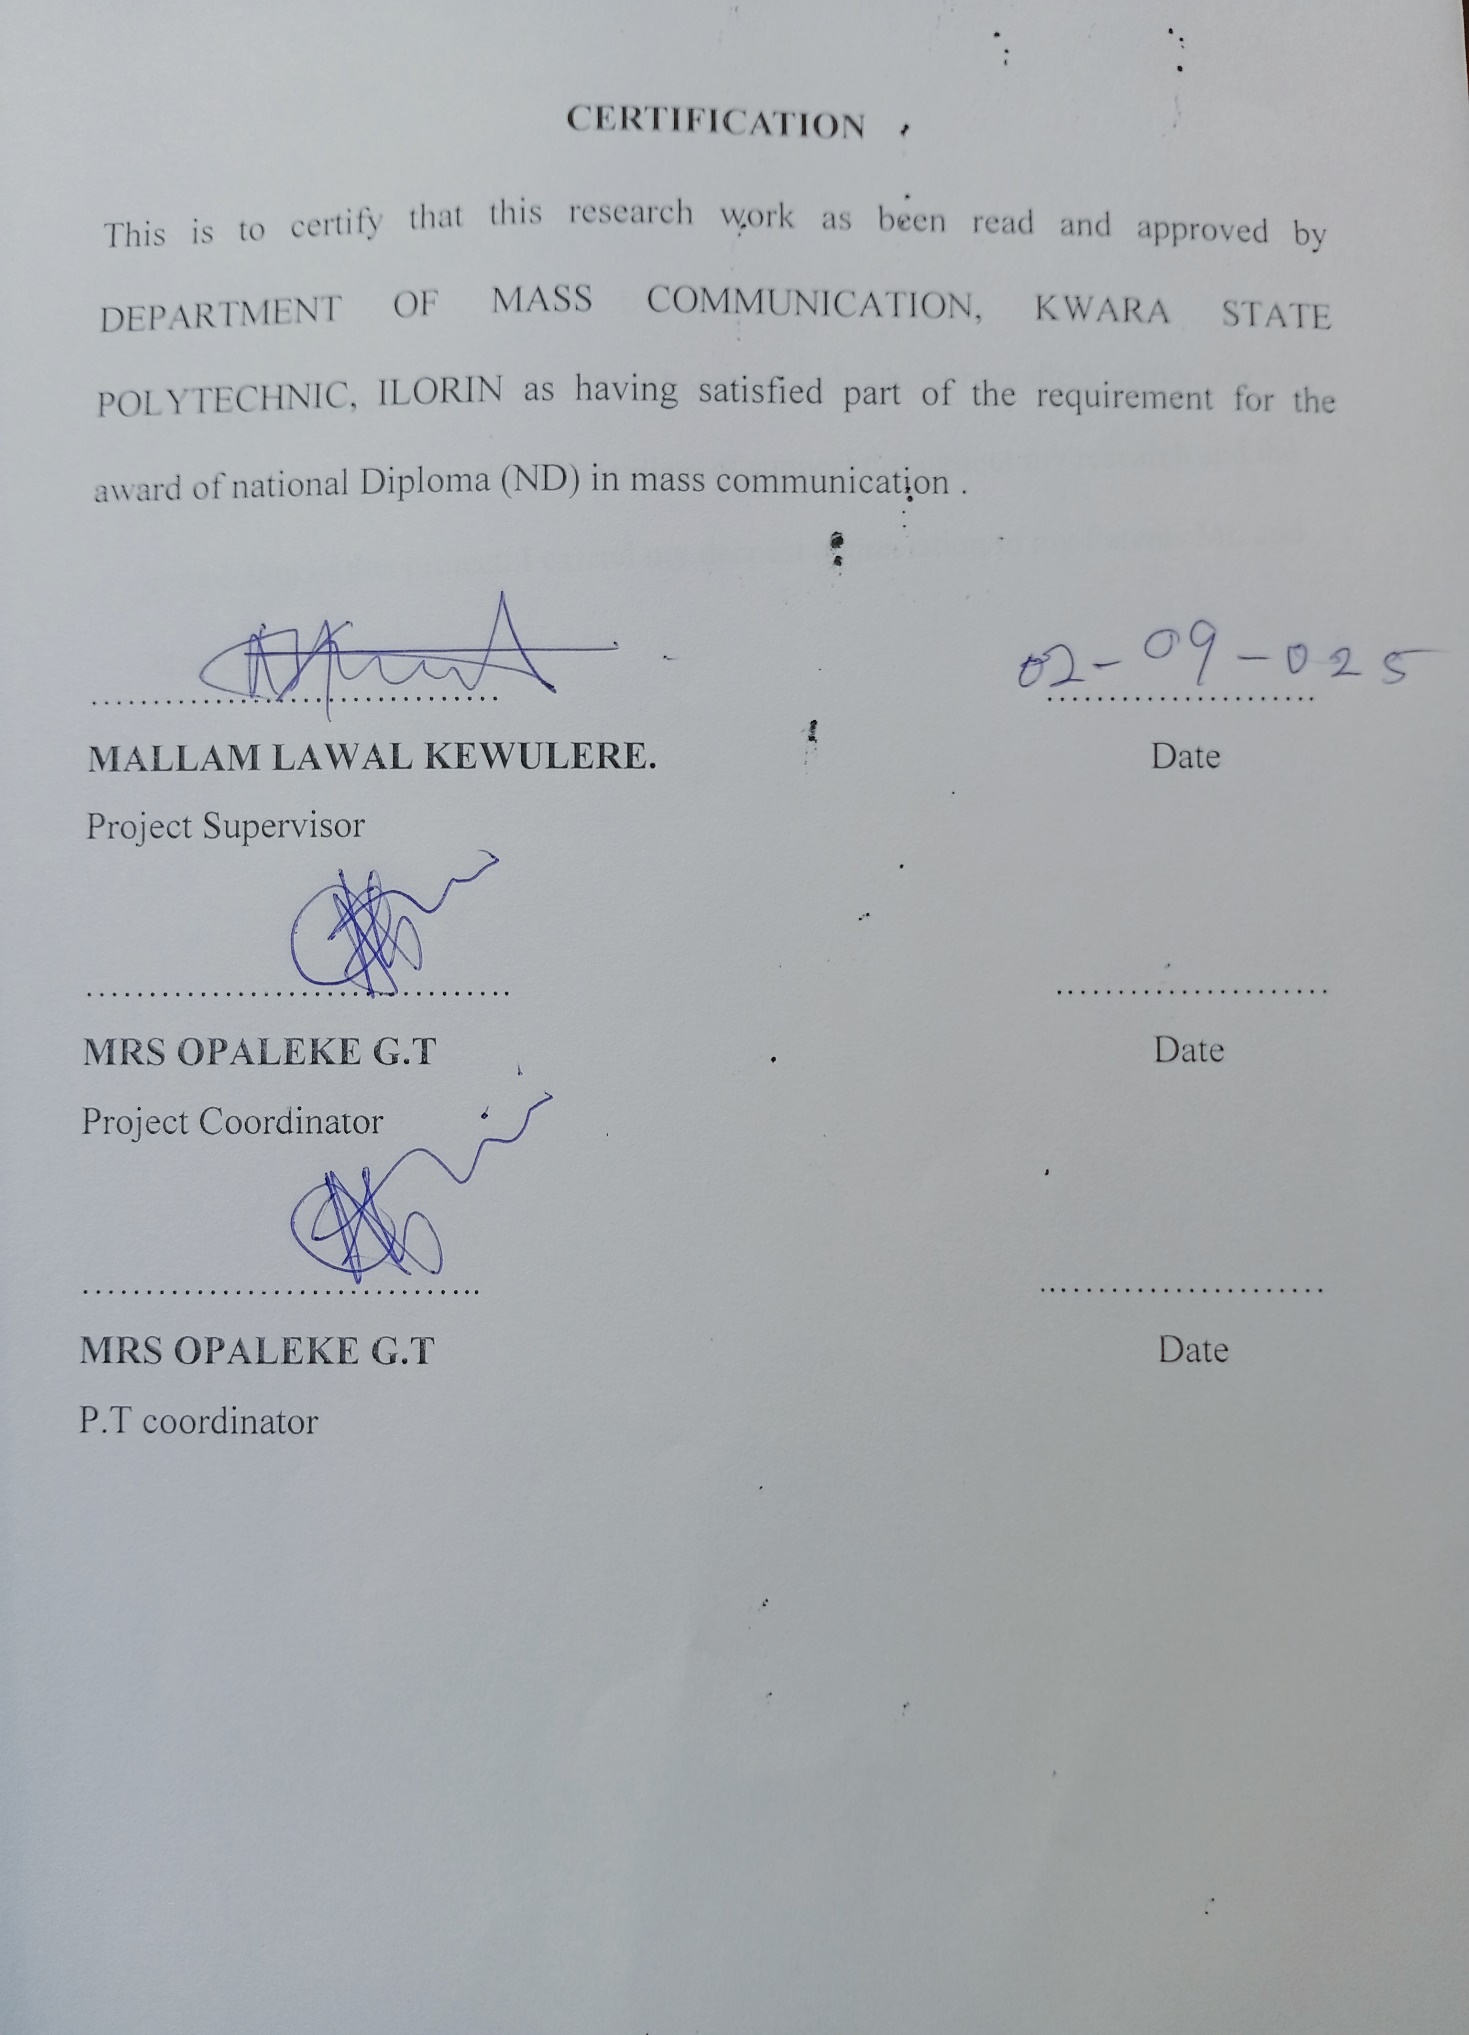 CERTIFICATION
This is to certify that this research work as been read and approved by
DEPARTMENT OF MASS COMMUNICATION, KWARA STATE
POLYTECHNIC, ILORIN as having satisfied part of the requirement for the
award of national Diploma (ND) in mass communication .
02-09-025
................................ ......................
MALLAM LAWAL KEWULERE. Date
Project Supervisor
................................. ......................
MRS OPALEKE G.T Date
Project Coordinator
................................ .......................
MRS OPALEKE G.T Date
P.T coordinator